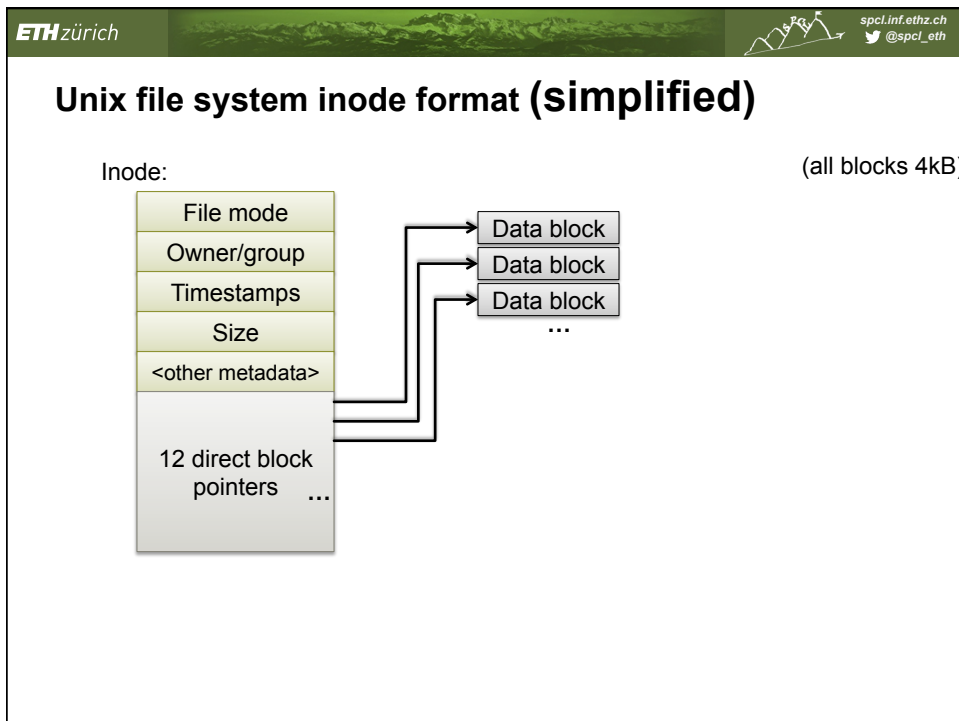 ETH zürich
spcl.inf.ethz.ch
@spcl_eth
Unix file system inode format (simplified)
Inode:
(all blocks 4kB)
File mode
Owner/group
Timestamps
Size
<other metadata>
12 direct block
pointers ...
Data block
Data block
Data block
...